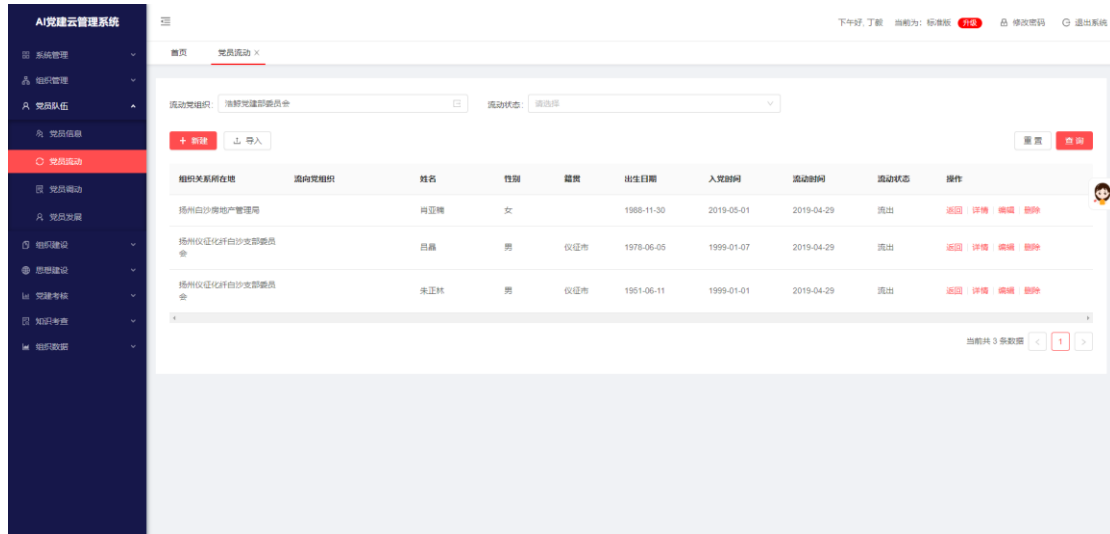 AI党建云管理系统
下午好, 丁毅 当前为: 标准版 升级 修改密码 退出系统
系统管理
首页 党员流动 ×
组织管理
党员队伍
流动党组织: 浩鲸党建部委员会 流动状态: 请选择
党员信息
+ 新建 导入 重置 查询
党员流动
组织关系所在地 流向党组织 姓名 性别 籍贯 出生日期 入党时间 流动时间 流动状态 操作
党员调动
扬州白沙房地产管理局 肖亚楠 女 1988-11-30 2019-05-01 2019-04-29 流出 返回 详情 编辑 删除
党员发展
组织建设
扬州仪征化纤白沙支部委员
会 吕晶 男 仪征市 1978-06-05 1999-01-07 2019-04-29 流出 返回 详情 编辑 删除
思想建设
党建考核
扬州仪征化纤白沙支部委员
会 朱正林 男 仪征市 1951-06-11 1999-01-01 2019-04-29 流出 返回 详情 编辑 删除
知识考查
组织数据
当前共 3 条数据 < 1 >